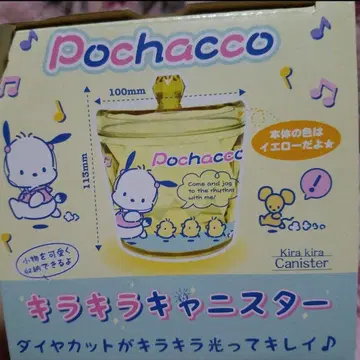 Pochacco
100mm
113mm
本体の色は
イエローだよ★
Pochacco
Come and jog
to the rhythm
with me!
小物を可愛く
収納できるよ
Kira kira
Canister
キラキラキャニスター
ダイヤカットがキラキラ光ってキレイ♪